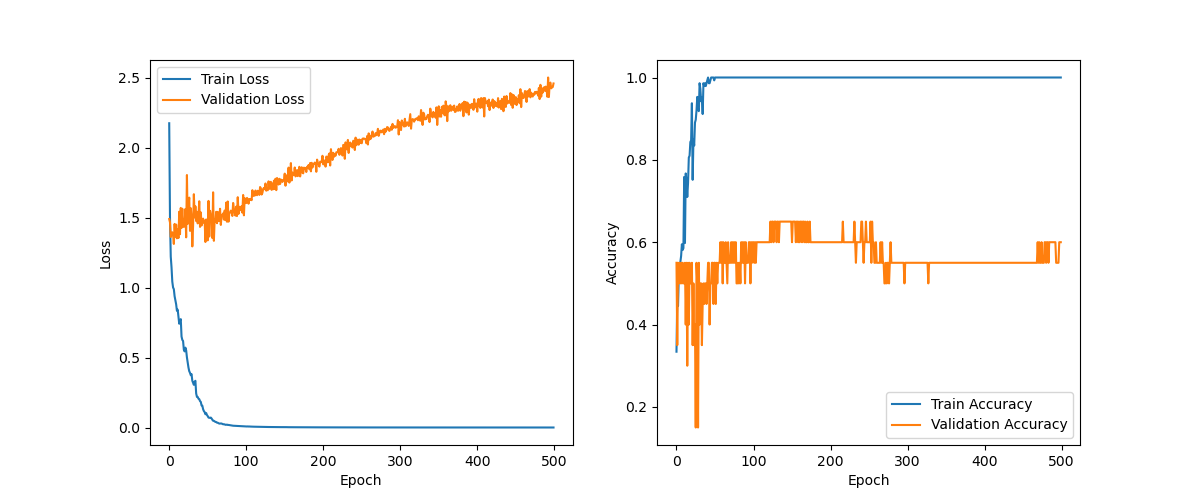 2.5
2.0
1.5
1.0
0.5
0.0
Loss
Train Loss
Validation Loss
0 100 200 300 400 500
Epoch
1.0
0.8
0.6
0.4
0.2
Accuracy
Train Accuracy
Validation Accuracy
0 100 200 300 400 500
Epoch